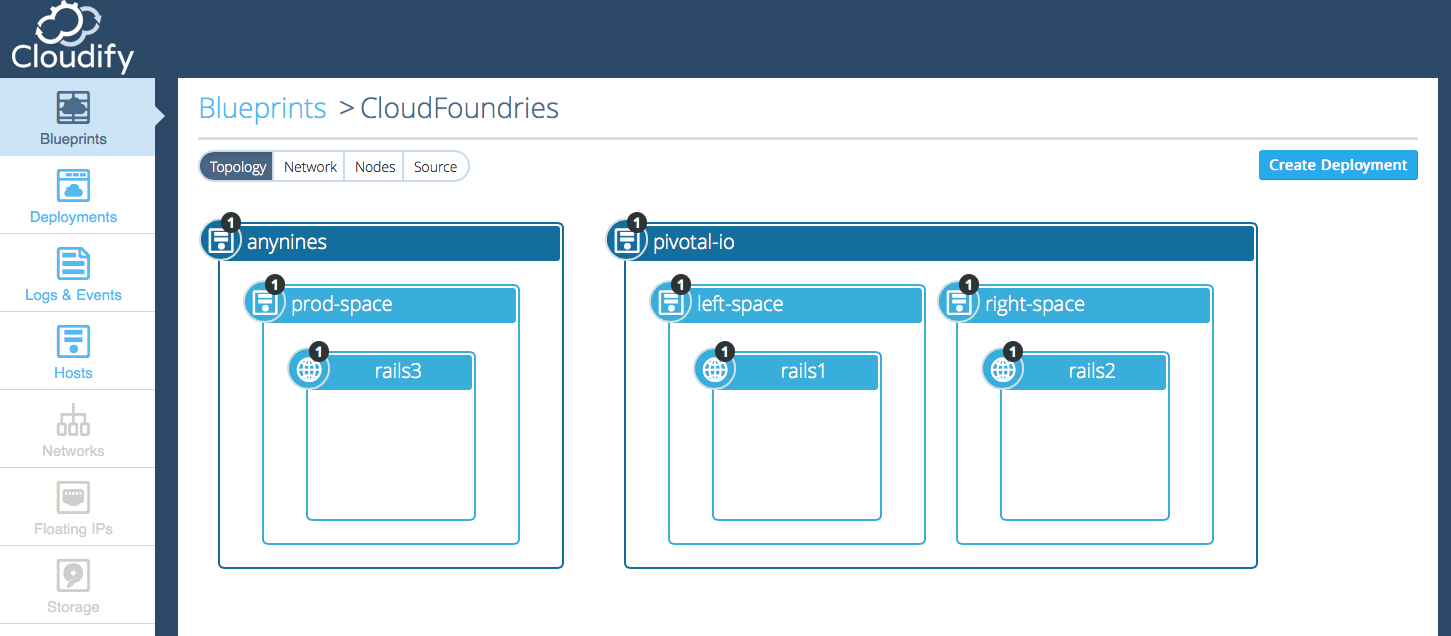 Cloudify
Blueprints
Deployments
Logs & Events
Hosts
Networks
Floating IPs
Storage
Blueprints > CloudFoundries
Topology Network Nodes Source
Create Deployment
1 1
anynines pivotal-io
1 1 1
prod-space left-space right-space
1 1 1
rails3 rails1 rails2